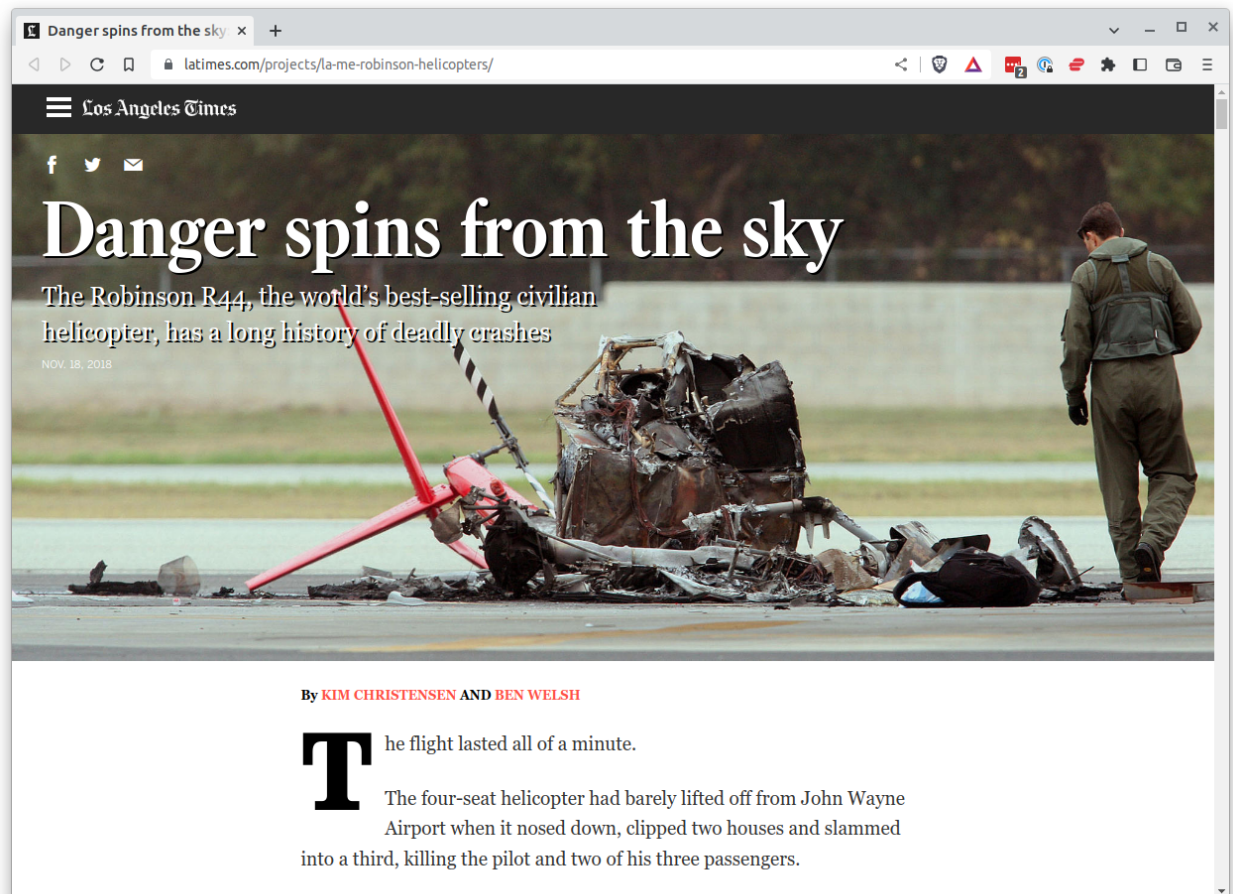 Danger spins from the sky
latimes.com/projects/la-me-robinson-helicopters/
2
Los Angeles Times
Danger spins from the sky
The Robinson R44, the world's best-selling civilian
helicopter, has a long history of deadly crashes
NOV. 18, 2018
By KIM CHRISTENSEN AND BEN WELSH
The flight lasted all of a minute.
The four-seat helicopter had barely lifted off from John Wayne
Airport when it nosed down, clipped two houses and slammed
into a third, killing the pilot and two of his three passengers.